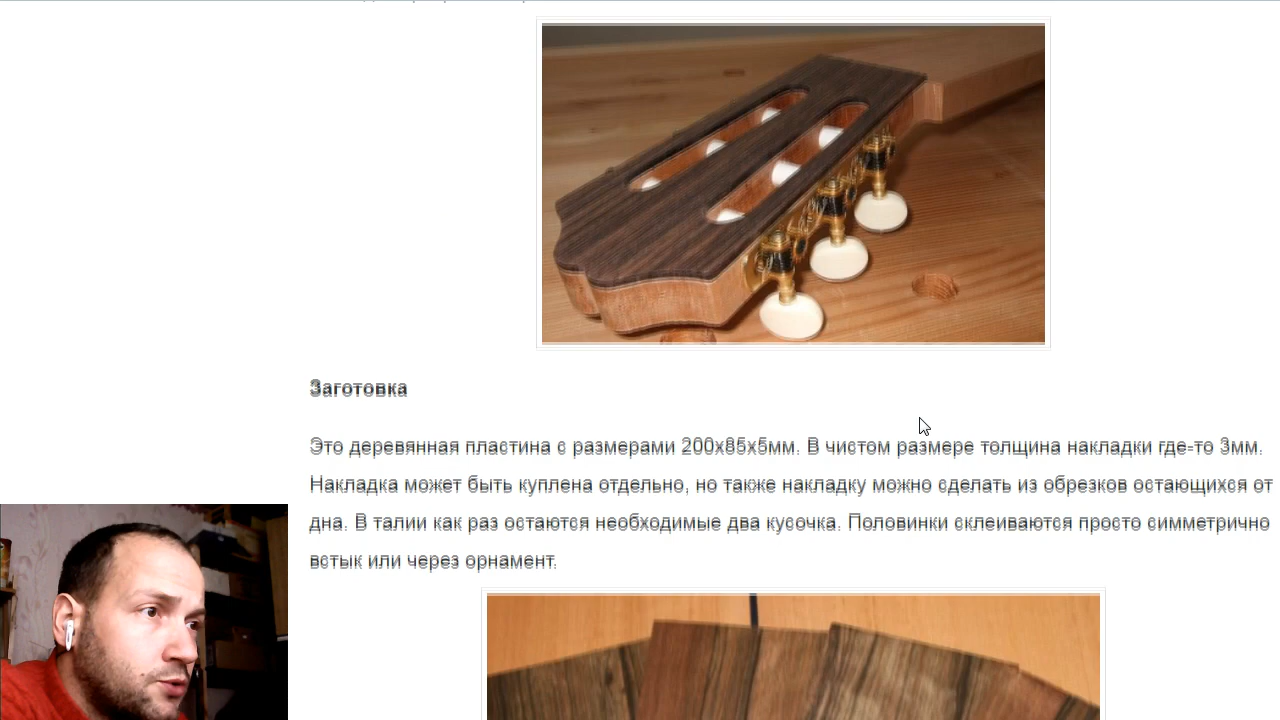 Заготовка
Это деревянная пластина с размерами 200х85х5мм. В чистом размере толщина накладки где-то 3мм.
Накладка может быть куплена отдельно, но также накладку можно сделать из обрезков остающихся от
дна. В талии как раз остаются необходимые два кусочка. Половинки склеиваются просто симметрично
встык или через орнамент.